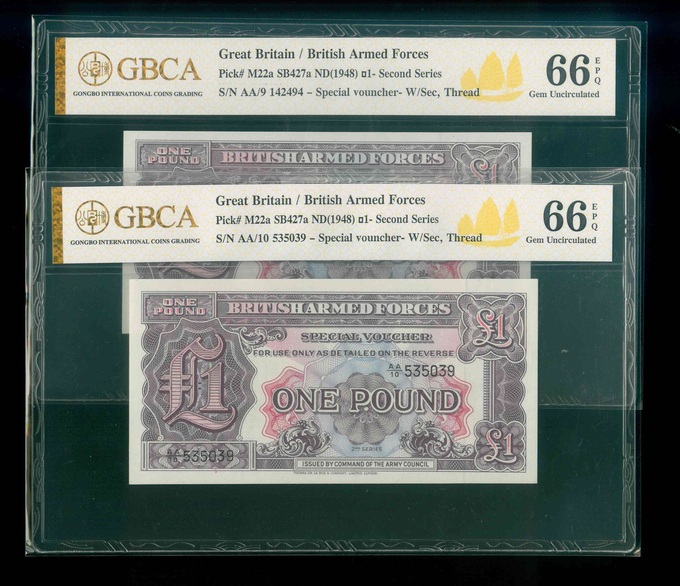 GBCA
GONGBO INTERNATIONAL COINS GRADING
Great Britain / British Armed Forces
Pick# M22a SB427a ND(1948) ¤1- Second Series
S/N AA/9 142494 – Special vouncher- W/Sec, Thread
66 EPQ
Gem Uncirculated
ONE POUND
BRITISH ARMED FORCES
£1
GBCA
GONGBO INTERNATIONAL COINS GRADING
Great Britain / British Armed Forces
Pick# M22a SB427a ND(1948) ¤1- Second Series
S/N AA/10 535039 – Special vouncher- W/Sec, Thread
66 EPQ
Gem Uncirculated
ONE POUND
BRITISH ARMED FORCES
£1
SPECIAL VOUCHER
FOR USE ONLY AS DETAILED ON THE REVERSE
AA/10 535039
£1
ONE POUND
2ND SERIES
£1
AA/10 535039
ISSUED BY COMMAND OF THE ARMY COUNCIL